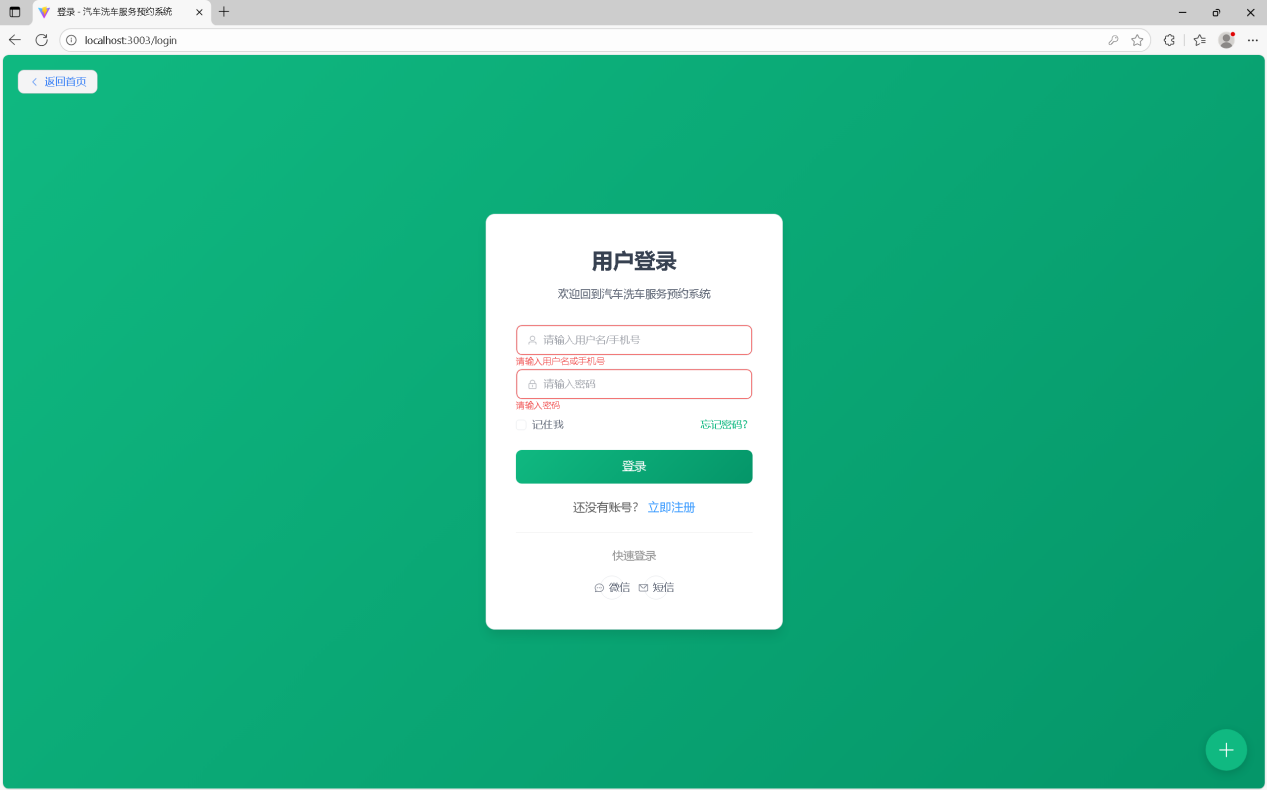 登录 - 汽车洗车服务预约系统
localhost:3003/login
返回首页
用户登录
欢迎回到汽车洗车服务预约系统
请输入用户名/手机号
请输入用户名或手机号
请输入密码
请输入密码
记住我 忘记密码?
登录
还没有账号? 立即注册
快速登录
微信 短信